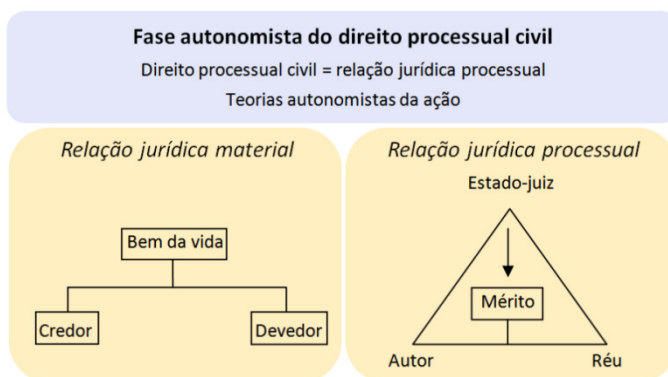 Fase autonomista do direito processual civil
Direito processual civil = relação jurídica processual
Teorias autonomistas da ação
Relação jurídica material
Bem da vida
Credor
Devedor
Relação jurídica processual
Estado-juiz
Mérito
Autor
Réu